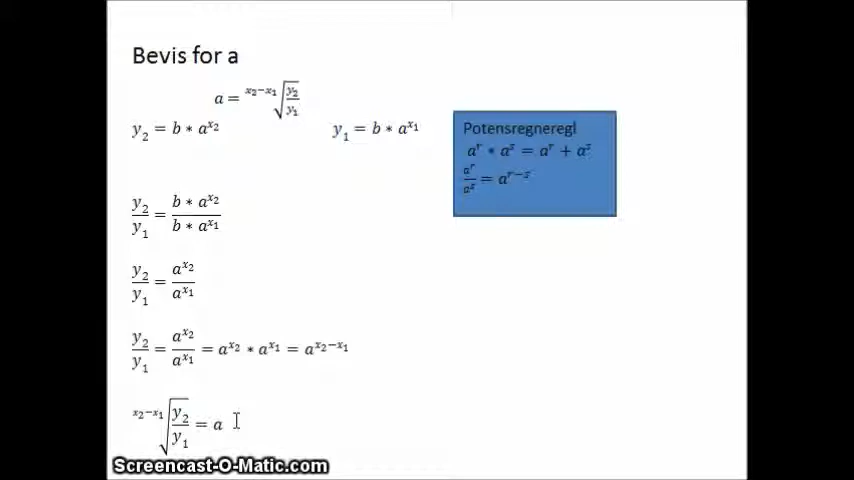 Bevis for a
a = ^{x₂−x₁}√(y₂/y₁)
y₂ = b ∗ a^{x₂}    y₁ = b ∗ a^{x₁}
Potensregneregl
a^r ∗ a^s = a^r + a^s
a^r/a^s = a^{r−s}
y₂/y₁ = (b ∗ a^{x₂})/(b ∗ a^{x₁})
y₂/y₁ = a^{x₂}/a^{x₁}
y₂/y₁ = a^{x₂}/a^{x₁} = a^{x₂} ∗ a^{x₁} = a^{x₂−x₁}
^{x₂−x₁}√(y₂/y₁) = a
Screencast-O-Matic.com